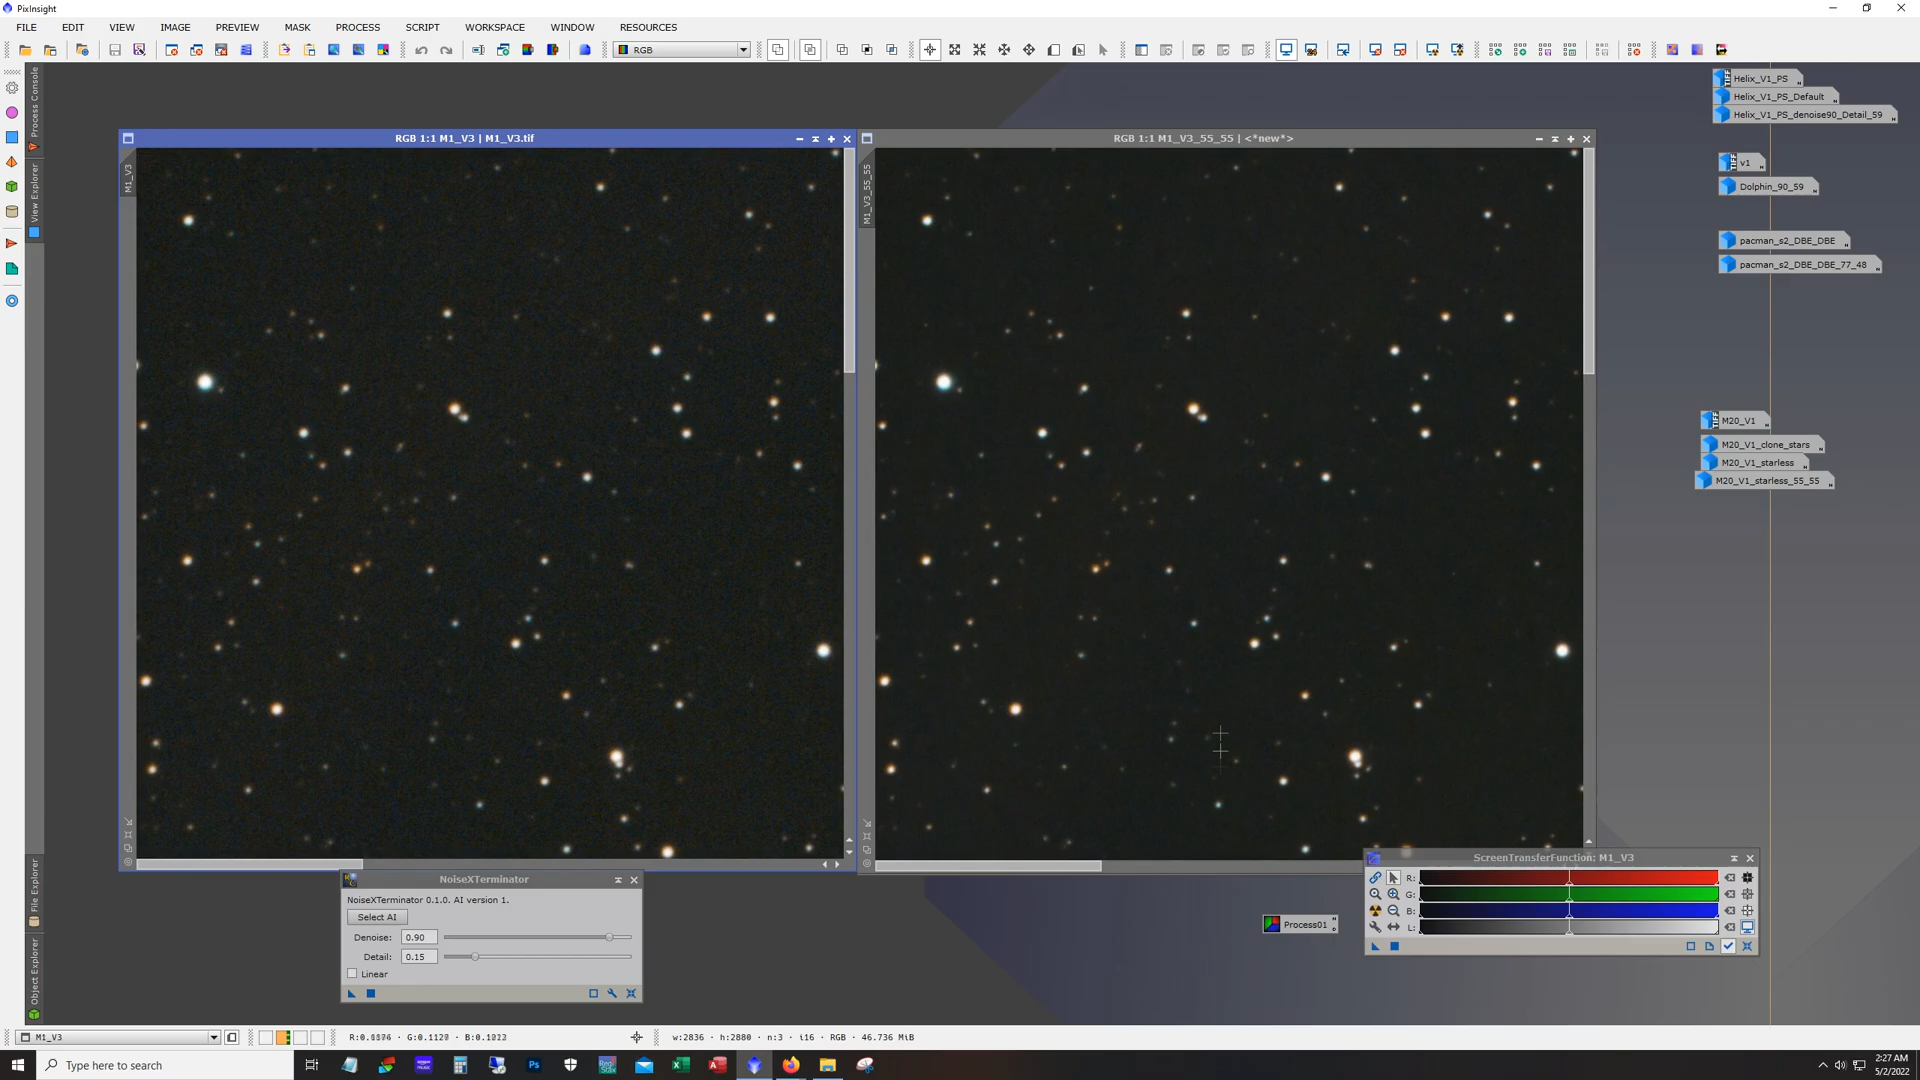 PixInsight
FILE EDIT VIEW IMAGE PREVIEW MASK PROCESS SCRIPT WORKSPACE WINDOW RESOURCES
RGB
Process Console
View Explorer
File Explorer
Object Explorer
RGB 1:1 M1_V3 | M1_V3.tif
M1_V3
RGB 1:1 M1_V3_55_55 | <*new*>
M1_V3_55_55
TIFF Helix_V1_PS
Helix_V1_PS_Default
Helix_V1_PS_denoise90_Detail_59
TIFF v1
Dolphin_90_59
pacman_s2_DBE_DBE
pacman_s2_DBE_DBE_77_48
TIFF M20_V1
M20_V1_clone_stars
M20_V1_starless
M20_V1_starless_55_55
NoiseXTerminator
NoiseXTerminator 0.1.0. AI version 1.
Select AI
Denoise: 0.90
Detail: 0.15
Linear
Process01
ScreenTransferFunction: M1_V3
R:
G:
B:
L:
M1_V3
w:2836 · h:2880 · n:3 · i16 · RGB · 46.736 MiB
Type here to search
2:27 AM
5/2/2022